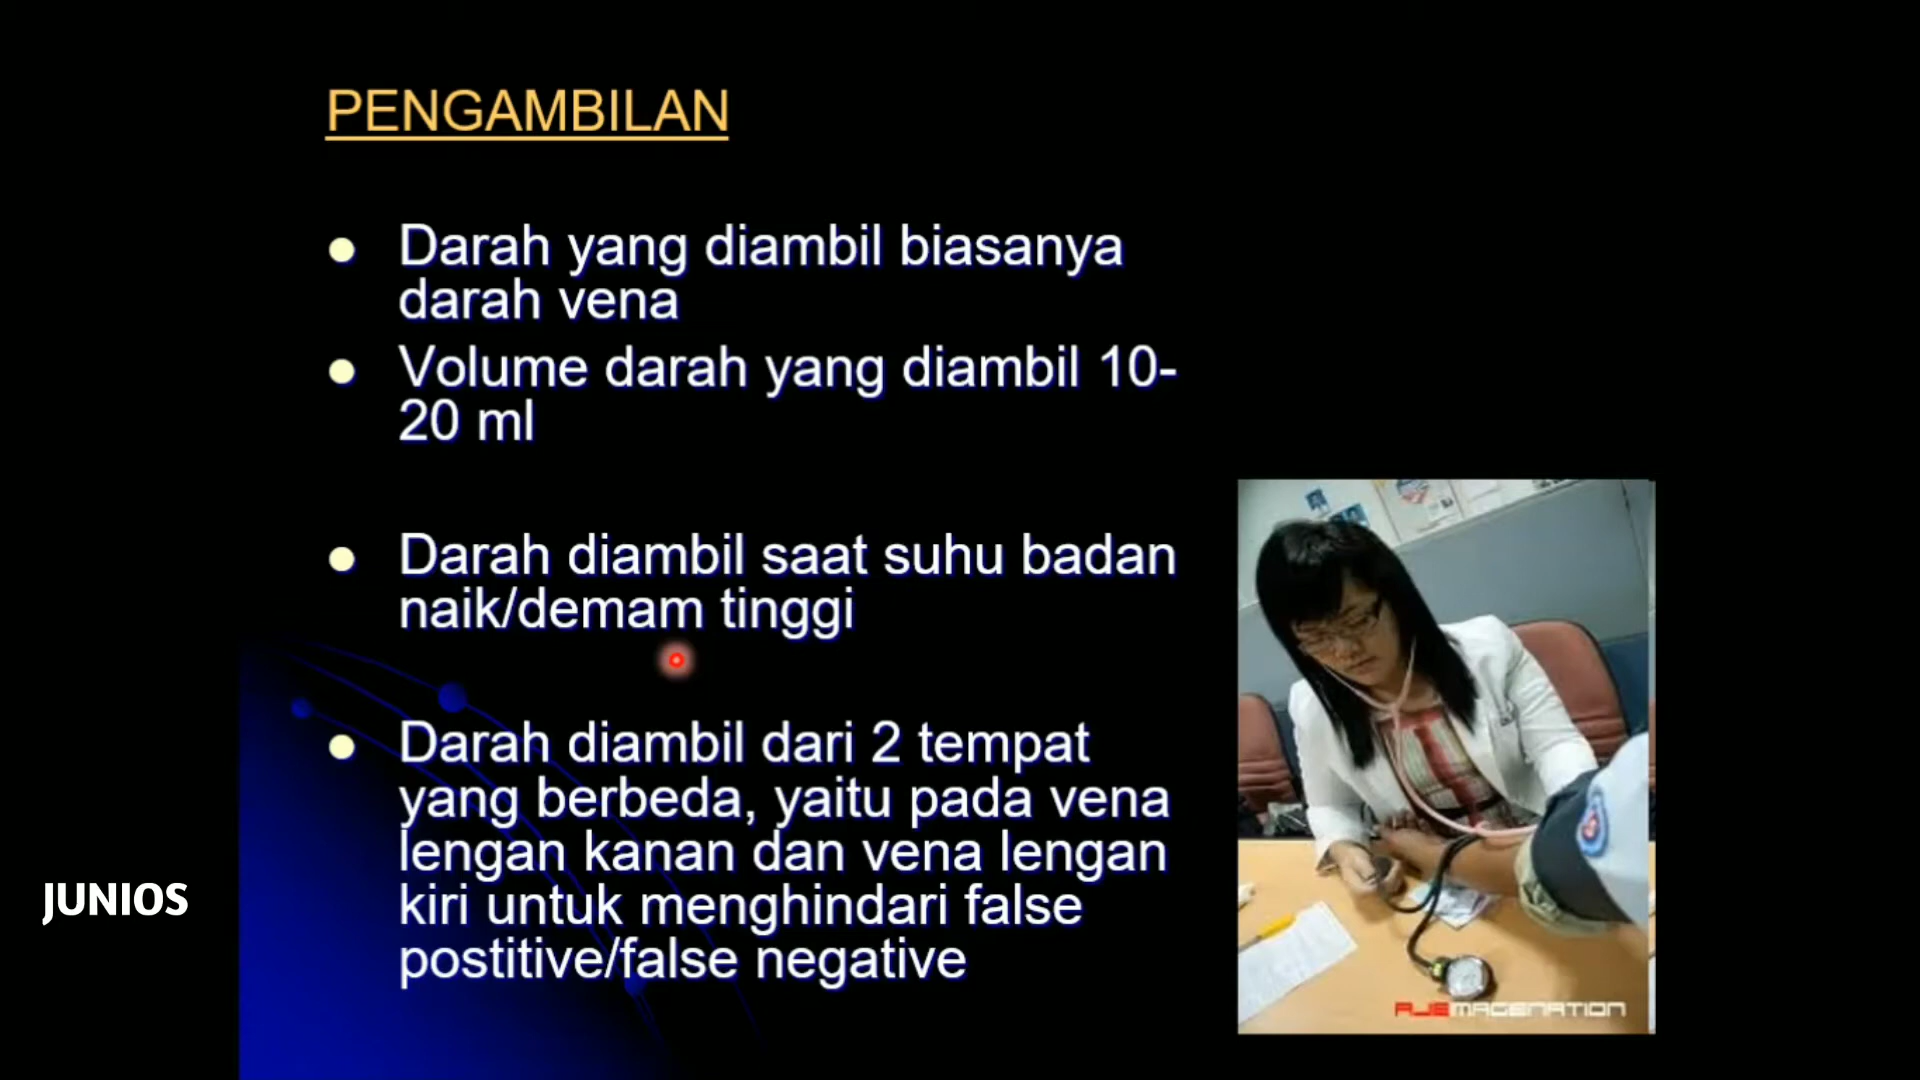 PENGAMBILAN
Darah yang diambil biasanya
darah vena
Volume darah yang diambil 10-
20 ml
Darah diambil saat suhu badan
naik/demam tinggi
Darah diambil dari 2 tempat
yang berbeda, yaitu pada vena
lengan kanan dan vena lengan
kiri untuk menghindari false
postitive/false negative
JUNIOS
AJEMAGENATION